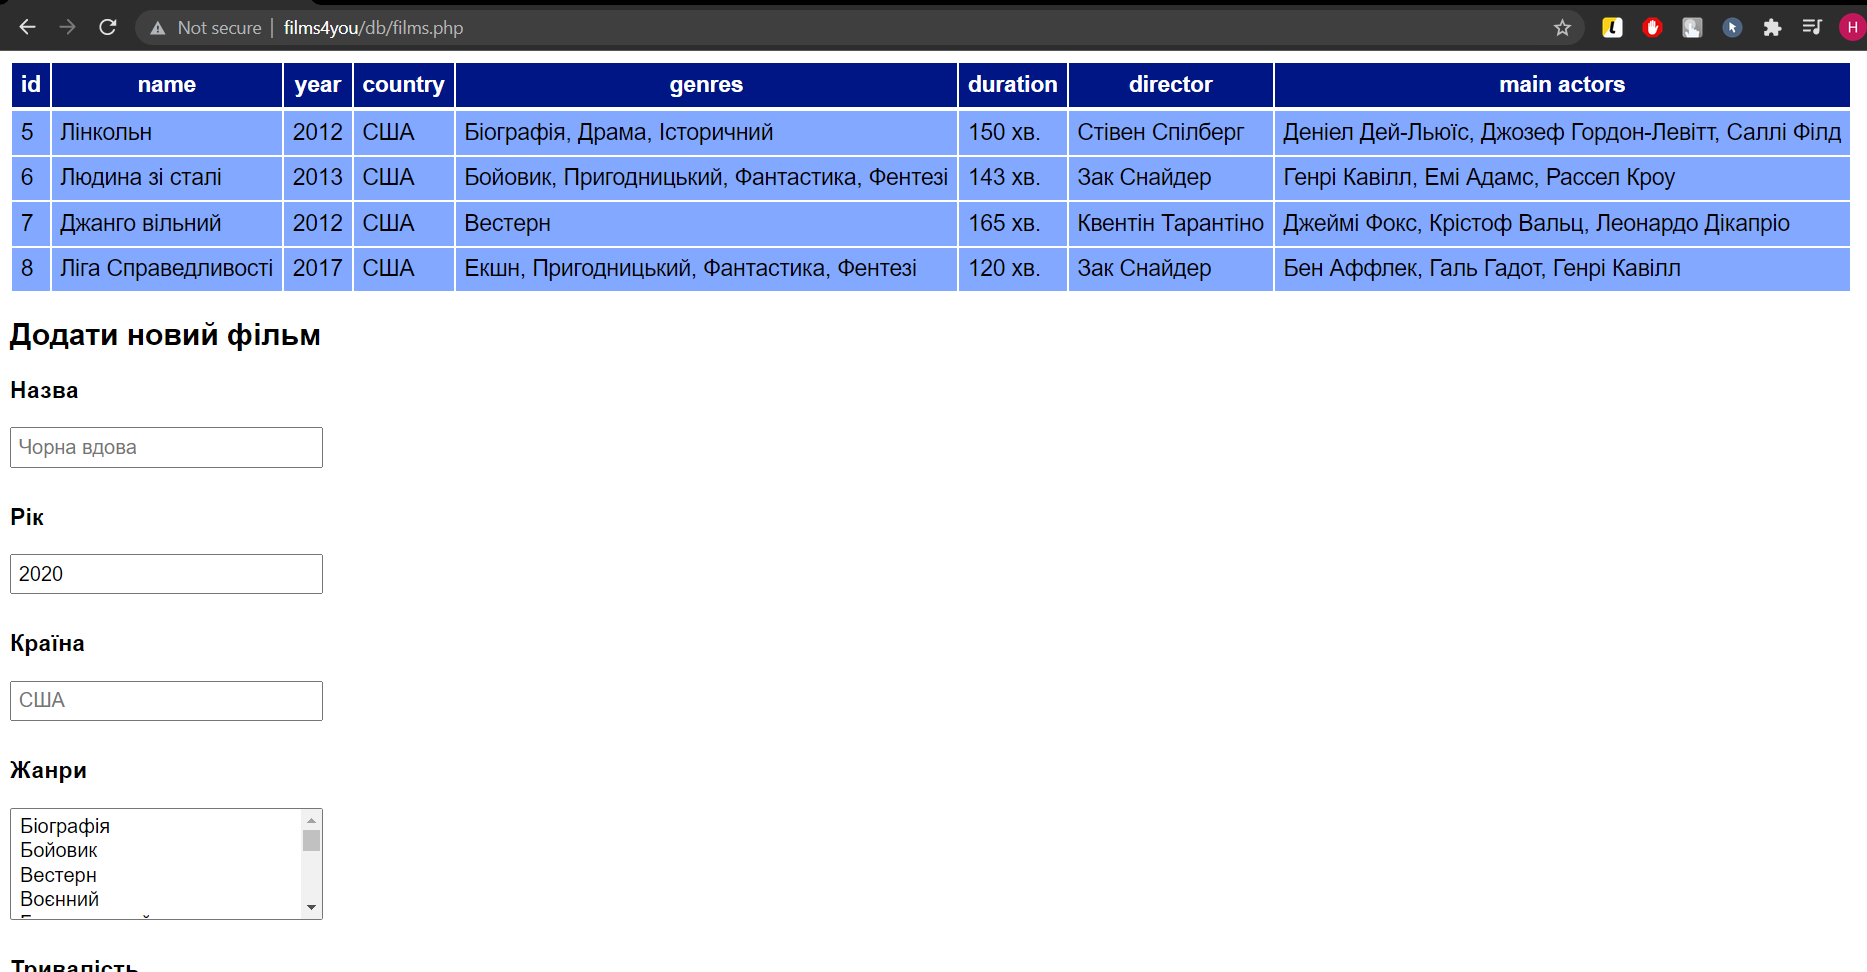 Not secure | films4you/db/films.php
H
id name year country genres duration director main actors
5 Лінкольн 2012 США Біографія, Драма, Історичний 150 хв. Стівен Спілберг Деніел Дей-Льюїс, Джозеф Гордон-Левітт, Саллі Філд
6 Людина зі сталі 2013 США Бойовик, Пригодницький, Фантастика, Фентезі 143 хв. Зак Снайдер Генрі Кавілл, Емі Адамс, Рассел Кроу
7 Джанго вільний 2012 США Вестерн 165 хв. Квентін Тарантіно Джеймі Фокс, Крістоф Вальц, Леонардо Дікапріо
8 Ліга Справедливості 2017 США Екшн, Пригодницький, Фантастика, Фентезі 120 хв. Зак Снайдер Бен Аффлек, Галь Гадот, Генрі Кавілл
Додати новий фільм
Назва
Чорна вдова
Рік
2020
Країна
США
Жанри
Біографія
Бойовик
Вестерн
Воєнний
Тривалість